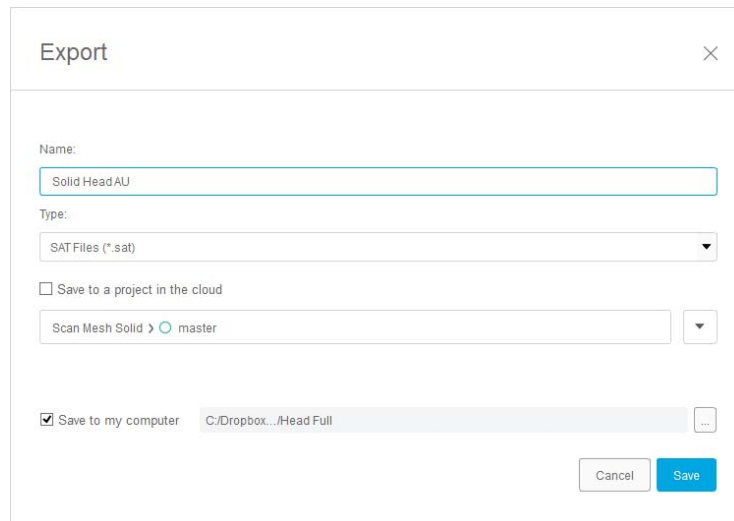 Export
Name:
Solid Head AU
Type:
SAT Files (*.sat)
Save to a project in the cloud
Scan Mesh Solid > master
Save to my computer C:/Dropbox.../Head Full ...
Cancel Save